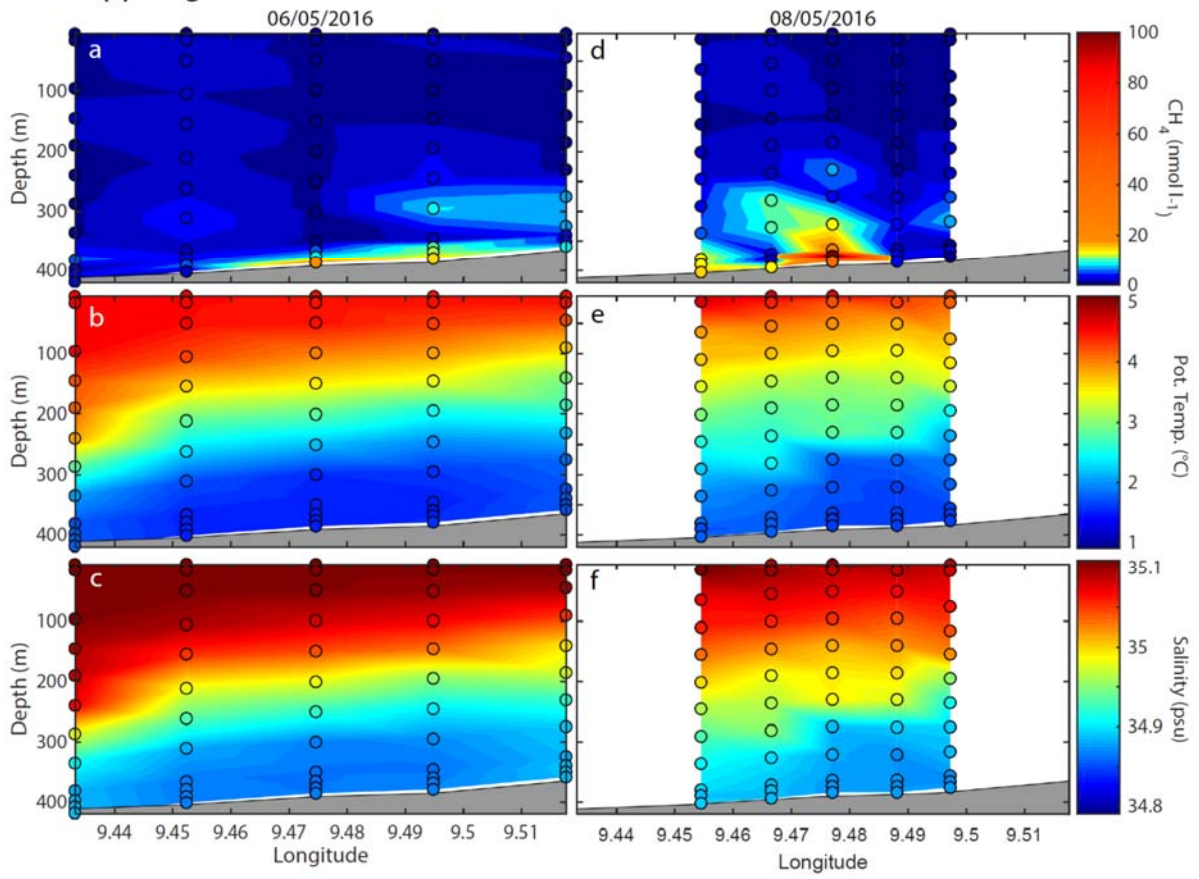 06/05/2016
08/05/2016
a
d
Depth (m)
100
200
300
400
100
80
60
40
20
0
CH4 (nmol l-1)
b
e
Depth (m)
100
200
300
400
5
4
3
2
1
Pot. Temp. (°C)
c
f
Depth (m)
100
200
300
400
35.1
35
34.9
34.8
Salinity (psu)
9.44 9.45 9.46 9.47 9.48 9.49 9.5 9.51
9.44 9.45 9.46 9.47 9.48 9.49 9.5 9.51
Longitude
Longitude